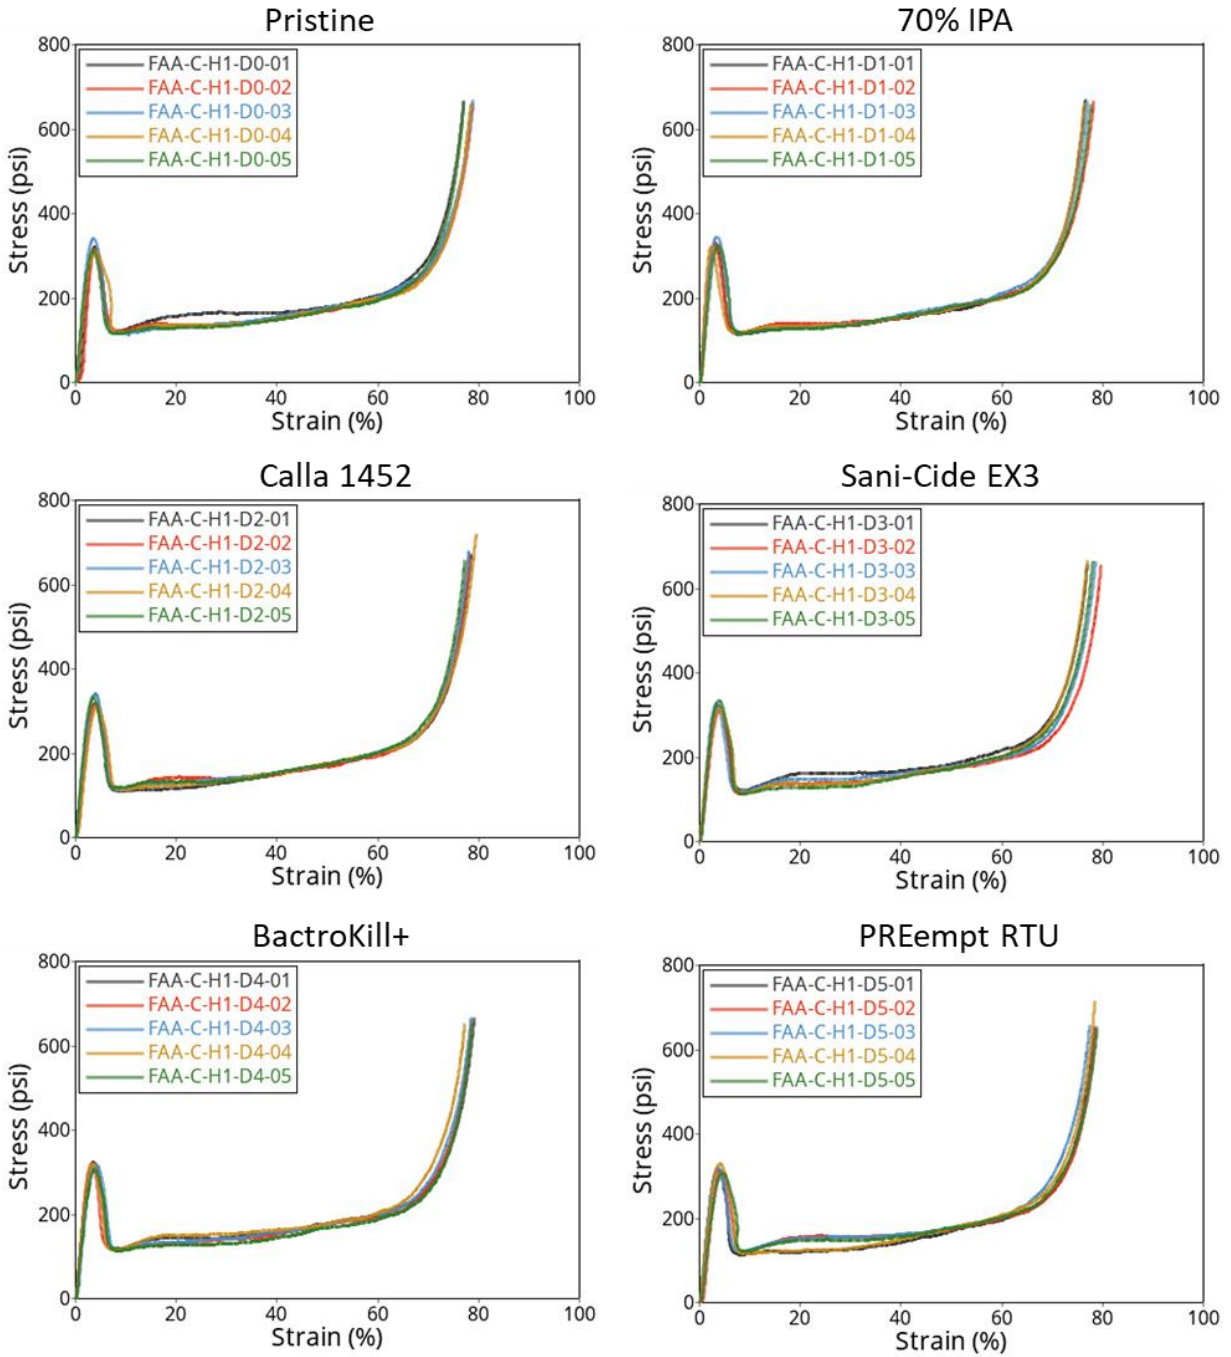 Pristine
800
600
400
200
0
FAA-C-H1-D0-01
FAA-C-H1-D0-02
FAA-C-H1-D0-03
FAA-C-H1-D0-04
FAA-C-H1-D0-05
Stress (psi)
0 20 40 60 80 100
Strain (%)
70% IPA
800
600
400
200
0
FAA-C-H1-D1-01
FAA-C-H1-D1-02
FAA-C-H1-D1-03
FAA-C-H1-D1-04
FAA-C-H1-D1-05
Stress (psi)
0 20 40 60 80 100
Strain (%)
Calla 1452
800
600
400
200
0
FAA-C-H1-D2-01
FAA-C-H1-D2-02
FAA-C-H1-D2-03
FAA-C-H1-D2-04
FAA-C-H1-D2-05
Stress (psi)
0 20 40 60 80 100
Strain (%)
Sani-Cide EX3
800
600
400
200
0
FAA-C-H1-D3-01
FAA-C-H1-D3-02
FAA-C-H1-D3-03
FAA-C-H1-D3-04
FAA-C-H1-D3-05
Stress (psi)
0 20 40 60 80 100
Strain (%)
BactroKill+
800
600
400
200
0
FAA-C-H1-D4-01
FAA-C-H1-D4-02
FAA-C-H1-D4-03
FAA-C-H1-D4-04
FAA-C-H1-D4-05
Stress (psi)
0 20 40 60 80 100
Strain (%)
PREempt RTU
800
600
400
200
0
FAA-C-H1-D5-01
FAA-C-H1-D5-02
FAA-C-H1-D5-03
FAA-C-H1-D5-04
FAA-C-H1-D5-05
Stress (psi)
0 20 40 60 80 100
Strain (%)